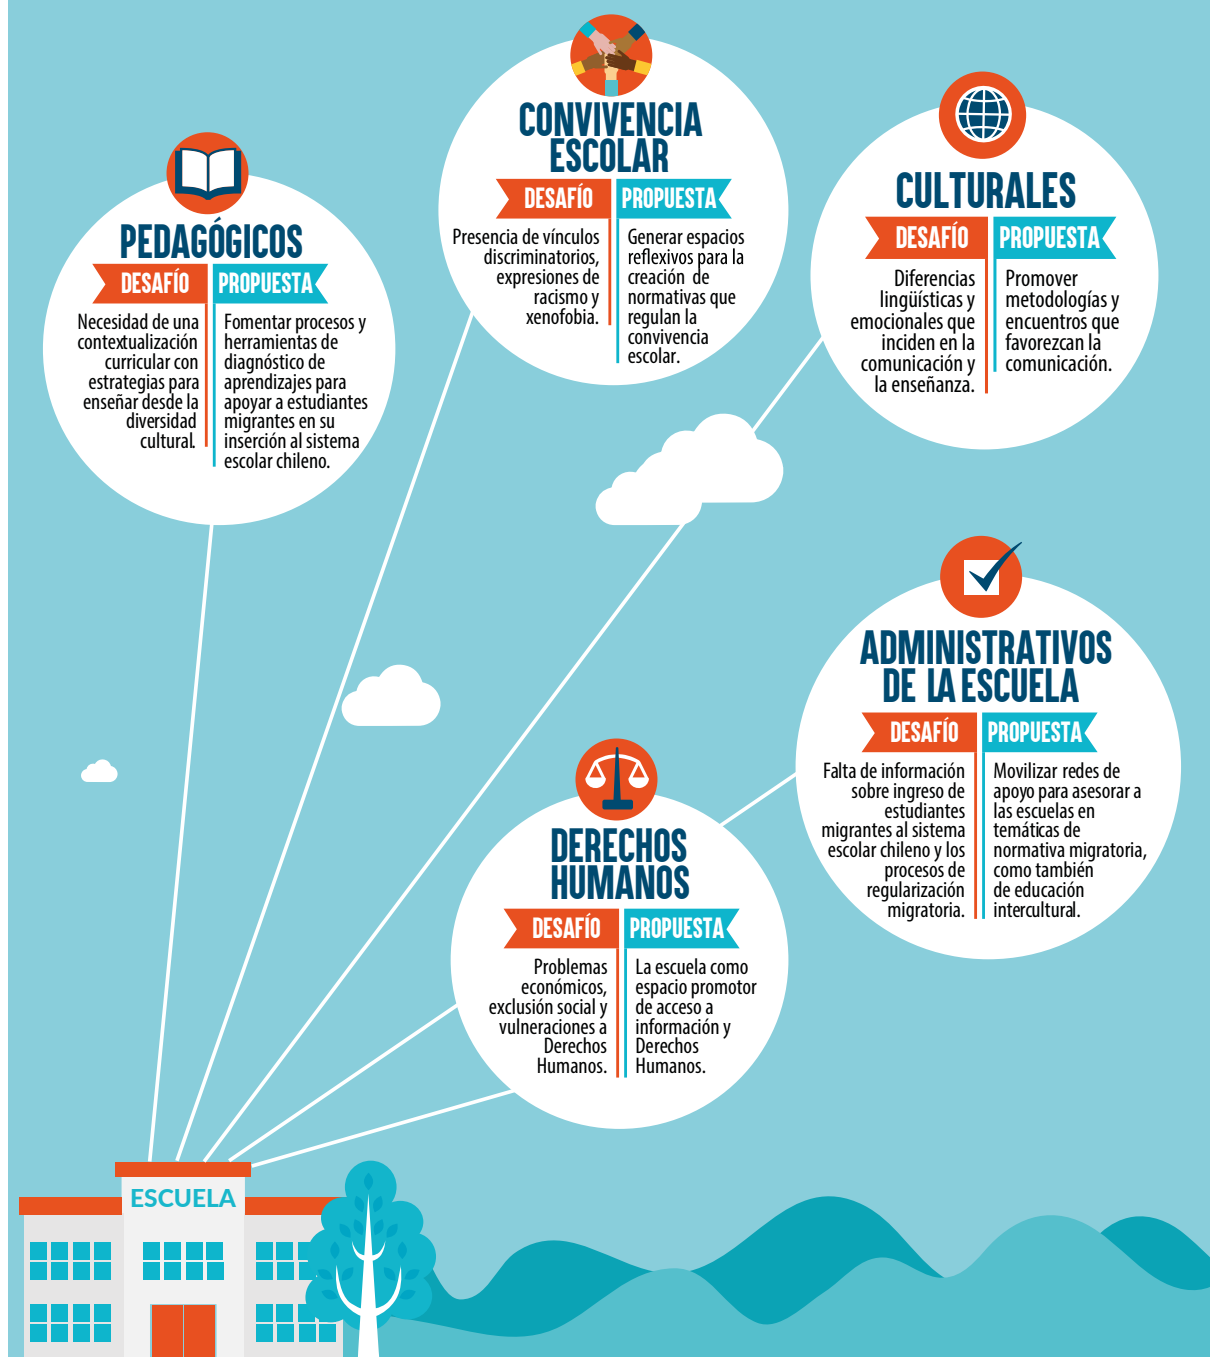 CONVIVENCIA
ESCOLAR
DESAFÍO
PROPUESTA
Presencia de vínculos
discriminatorios,
expresiones de
racismo y
xenofobia.
Generar espacios
reflexivos para la
creación de
normativas que
regulan la
convivencia
escolar.
CULTURALES
DESAFÍO
PROPUESTA
Diferencias
lingüísticas y
emocionales que
inciden en la
comunicación y
la enseñanza.
Promover
metodologías y
encuentros que
favorezcan la
comunicación.
PEDAGÓGICOS
DESAFÍO
PROPUESTA
Necesidad de una
contextualización
curricular con
estrategias para
enseñar desde la
diversidad
cultural.
Fomentar procesos y
herramientas de
diagnóstico de
aprendizajes para
apoyar a estudiantes
migrantes en su
inserción al sistema
escolar chileno.
ADMINISTRATIVOS
DE LA ESCUELA
DESAFÍO
PROPUESTA
Falta de información
sobre ingreso de
estudiantes
migrantes al sistema
escolar chileno y los
procesos de
regularización
migratoria.
Movilizar redes de
apoyo para asesorar a
las escuelas en
temáticas de
normativa migratoria,
como también
de educación
intercultural.
DERECHOS
HUMANOS
DESAFÍO
PROPUESTA
Problemas
económicos,
exclusión social y
vulneraciones a
Derechos
Humanos.
La escuela como
espacio promotor
de acceso a
información y
Derechos
Humanos.
ESCUELA